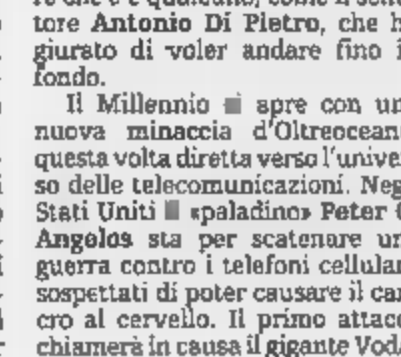 tore Antonio Di Pietro, che h
giurato di voler andare fino i
fondo.
Il Millennio si apre con un
nuova minaccia d'Oltreocean
questa volta diretta verso l'unive
so delle telecomunicazioni. Neg
Stati Uniti il «paladino» Peter
Angelos sta per scatenare un
guerra contro i telefoni cellular
sospettati di poter causare il can
cro al cervello. Il primo attacc
chiamerà in causa il gigante Voda